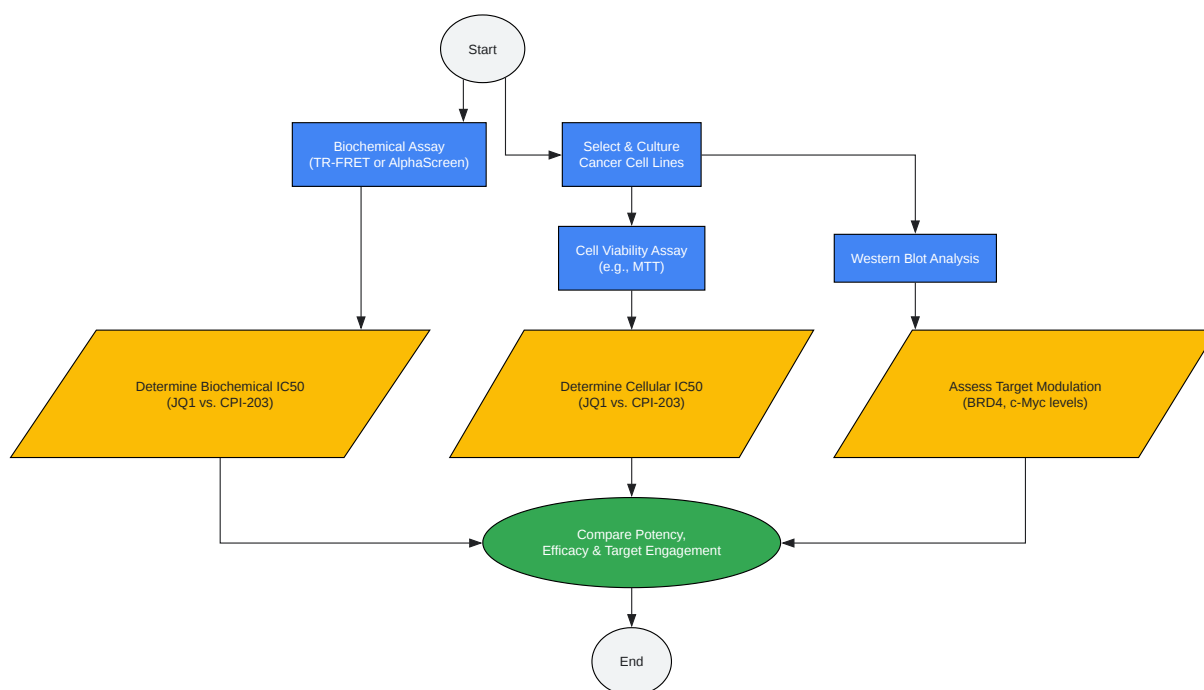 Start
Biochemical Assay
(TR-FRET or AlphaScreen)
Select & Culture
Cancer Cell Lines
Cell Viability Assay
(e.g., MTT)
Western Blot Analysis
Determine Biochemical IC50
(JQ1 vs. CPI-203)
Determine Cellular IC50
(JQ1 vs. CPI-203)
Assess Target Modulation
(BRD4, c-Myc levels)
Compare Potency,
Efficacy & Target Engagement
End